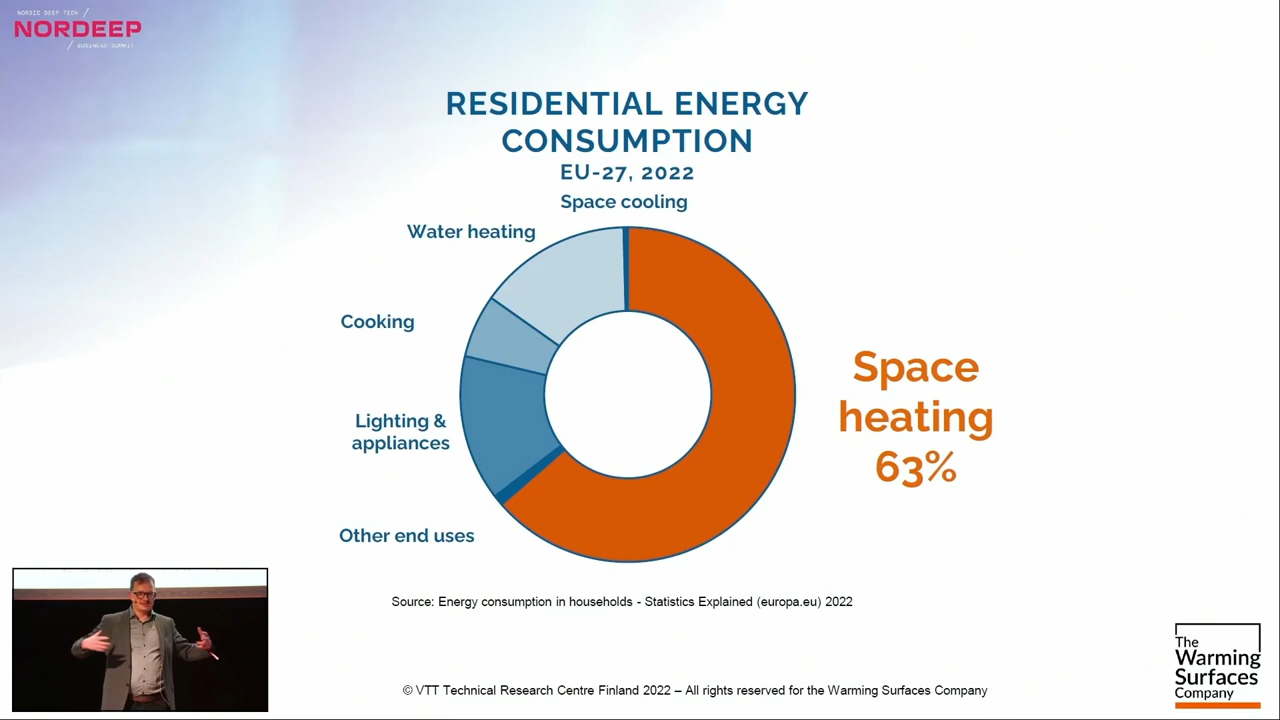 NORDIC DEEP TECH /
NORDEEP
/ BUSINESS SUMMIT
RESIDENTIAL ENERGY
CONSUMPTION
EU-27, 2022
Space cooling
Water heating
Cooking
Lighting &
appliances
Other end uses
Space
heating
63%
Source: Energy consumption in households - Statistics Explained (europa.eu) 2022
© VTT Technical Research Centre Finland 2022 – All rights reserved for the Warming Surfaces Company
The
Warming
Surfaces
Company